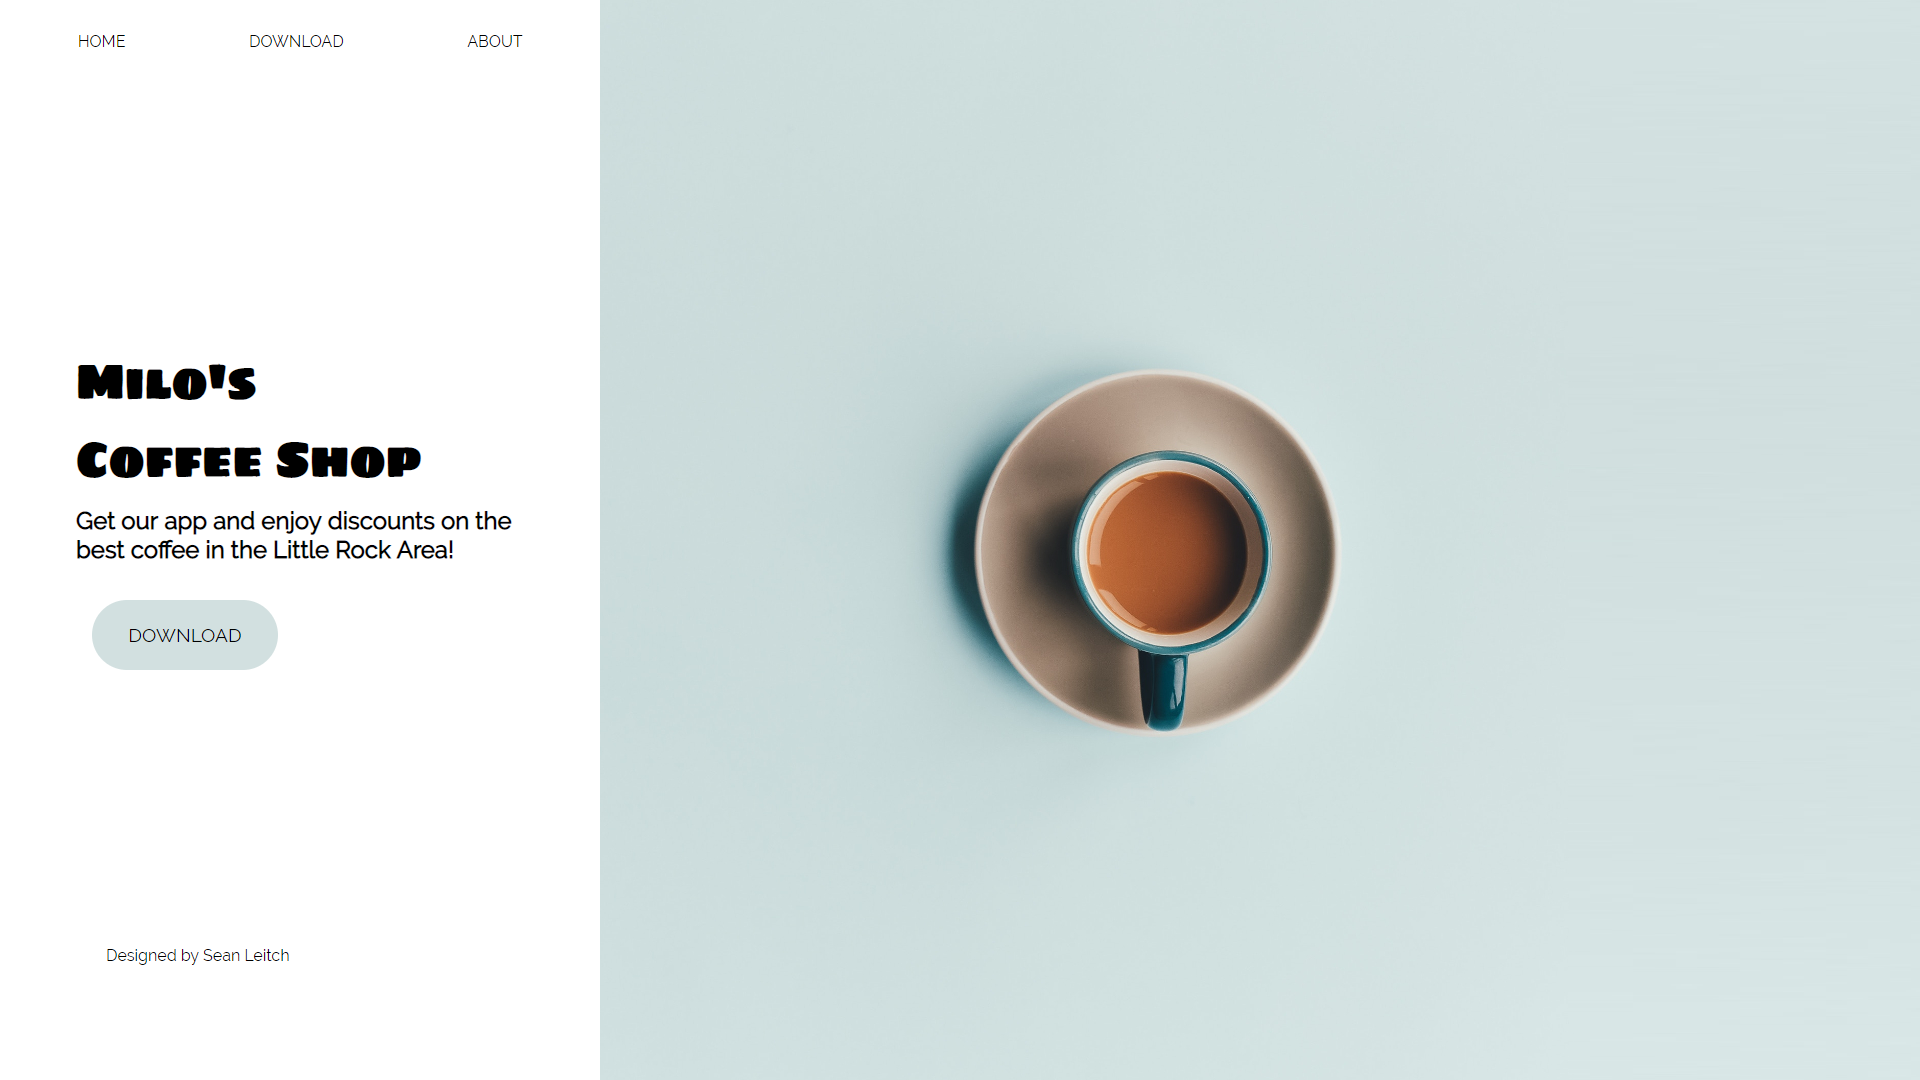 HOME DOWNLOAD ABOUT
Milo's
Coffee Shop
Get our app and enjoy discounts on the
best coffee in the Little Rock Area!
DOWNLOAD
Designed by Sean Leitch